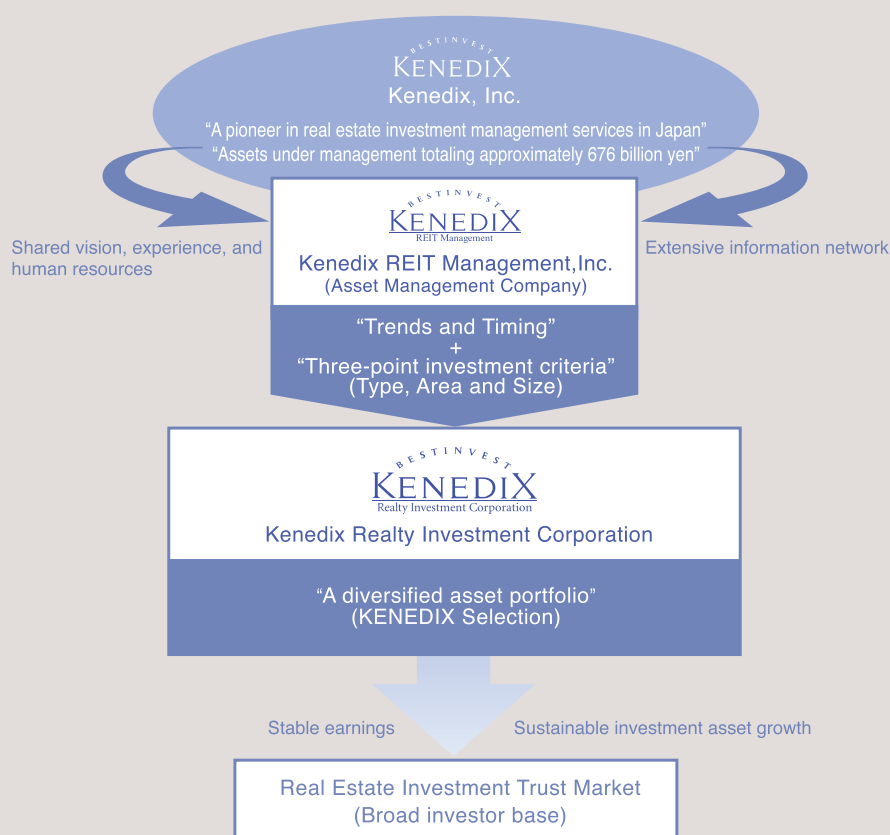 BESTINVEST
KENEDIX
Kenedix, Inc.
“A pioneer in real estate investment management services in Japan”
“Assets under management totaling approximately 676 billion yen”
Shared vision, experience, and
human resources
Extensive information network
BESTINVEST
KENEDIX
REIT Management
Kenedix REIT Management,Inc.
(Asset Management Company)
“Trends and Timing”
+
“Three-point investment criteria”
(Type, Area and Size)
BESTINVEST
KENEDIX
Realty Investment Corporation
Kenedix Realty Investment Corporation
“A diversified asset portfolio”
(KENEDIX Selection)
Stable earnings
Sustainable investment asset growth
Real Estate Investment Trust Market
(Broad investor base)